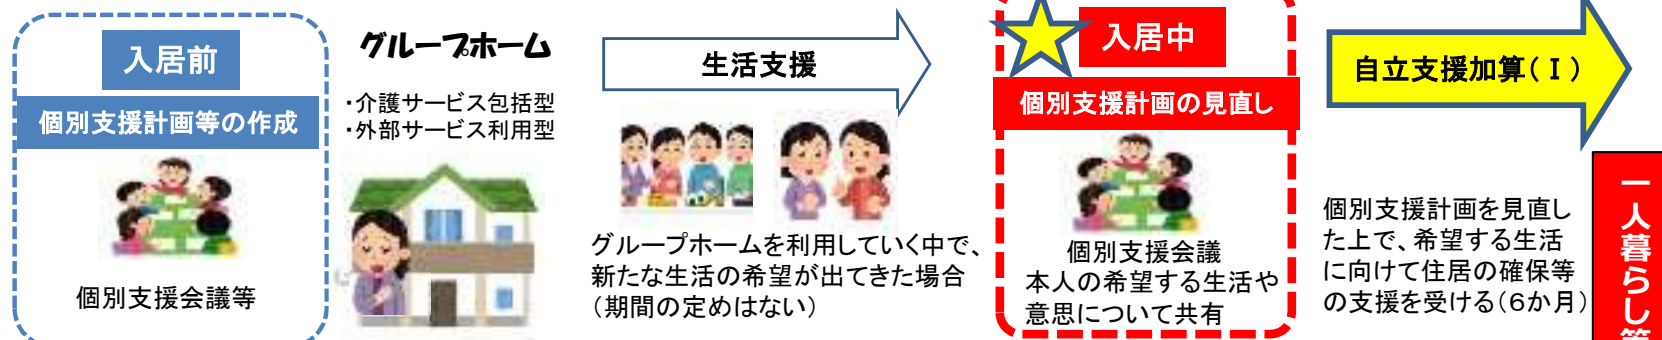 入居前
個別支援計画等の作成
個別支援会議等
グループホーム
・介護サービス包括型
・外部サービス利用型
生活支援
グループホームを利用していく中で、
新たな生活の希望が出てきた場合
(期間の定めはない)
入居中
個別支援計画の見直し
個別支援会議
本人の希望する生活や
意思について共有
自立支援加算(Ⅰ)
個別支援計画を見直し
た上で、希望する生活
に向けて住居の確保等
の支援を受ける(6か月)
一人暮らし等